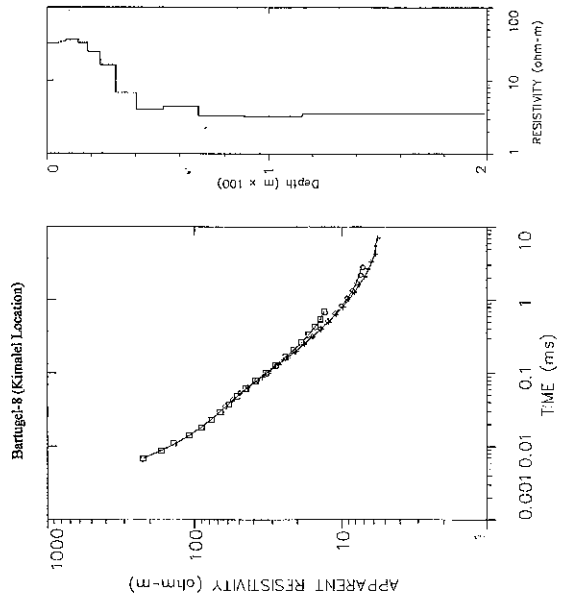 Bartugel-8 (Kimalel Location)
APPARENT RESISTIVITY (ohm-m)
1000
100
10
0.001
0.01
0.1
1
10
TIME (ms)
Depth (m x 100)
0
1
2
1
10
100
RESISTIVITY (ohm-m)